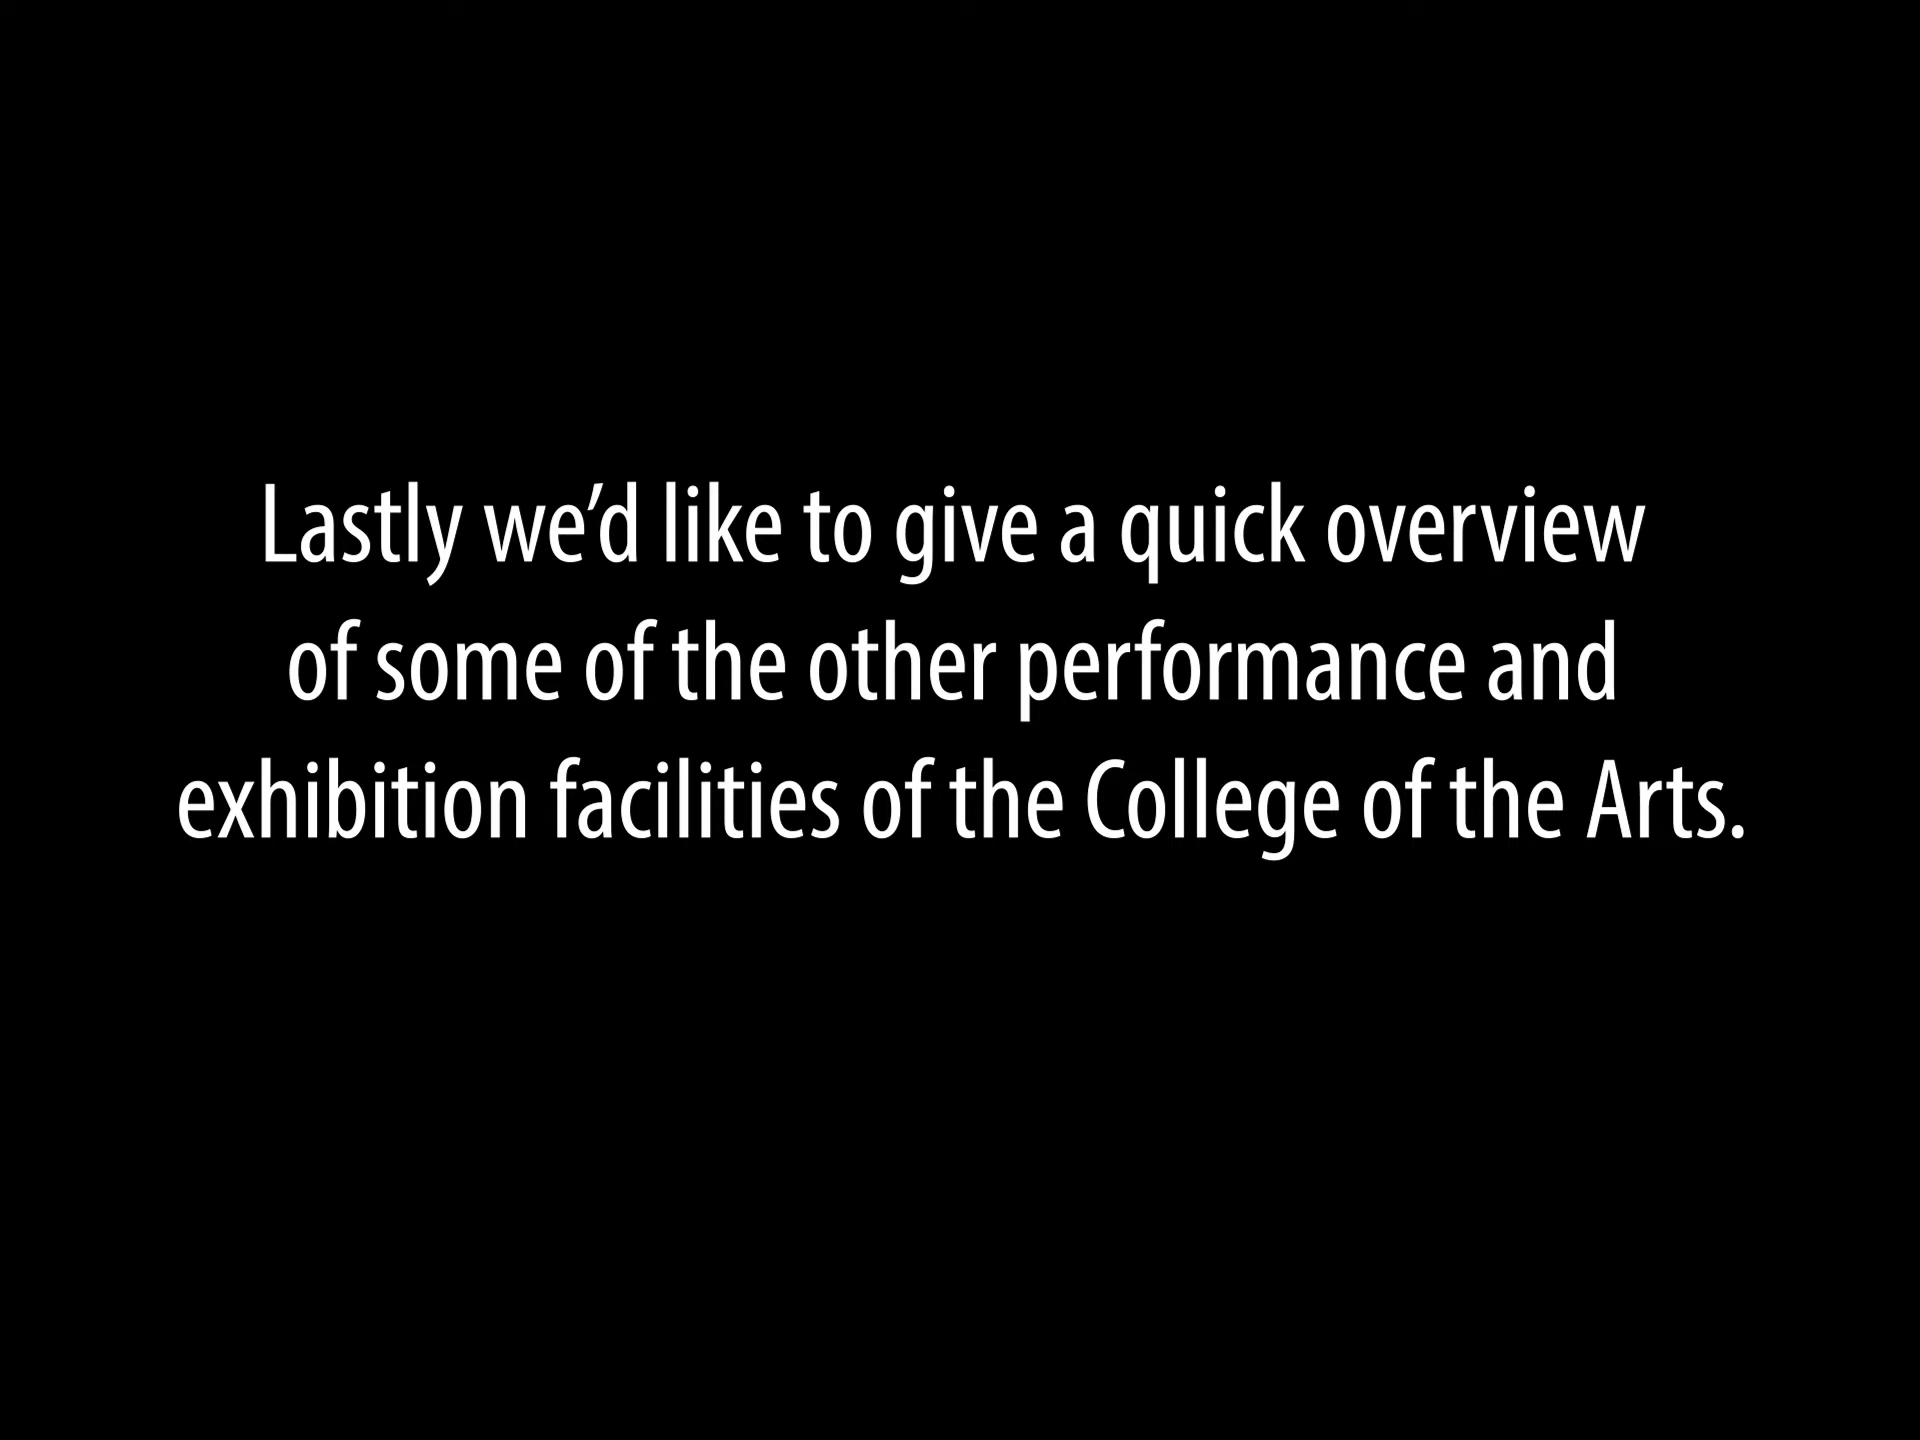 Lastly we’d like to give a quick overview
of some of the other performance and
exhibition facilities of the College of the Arts.